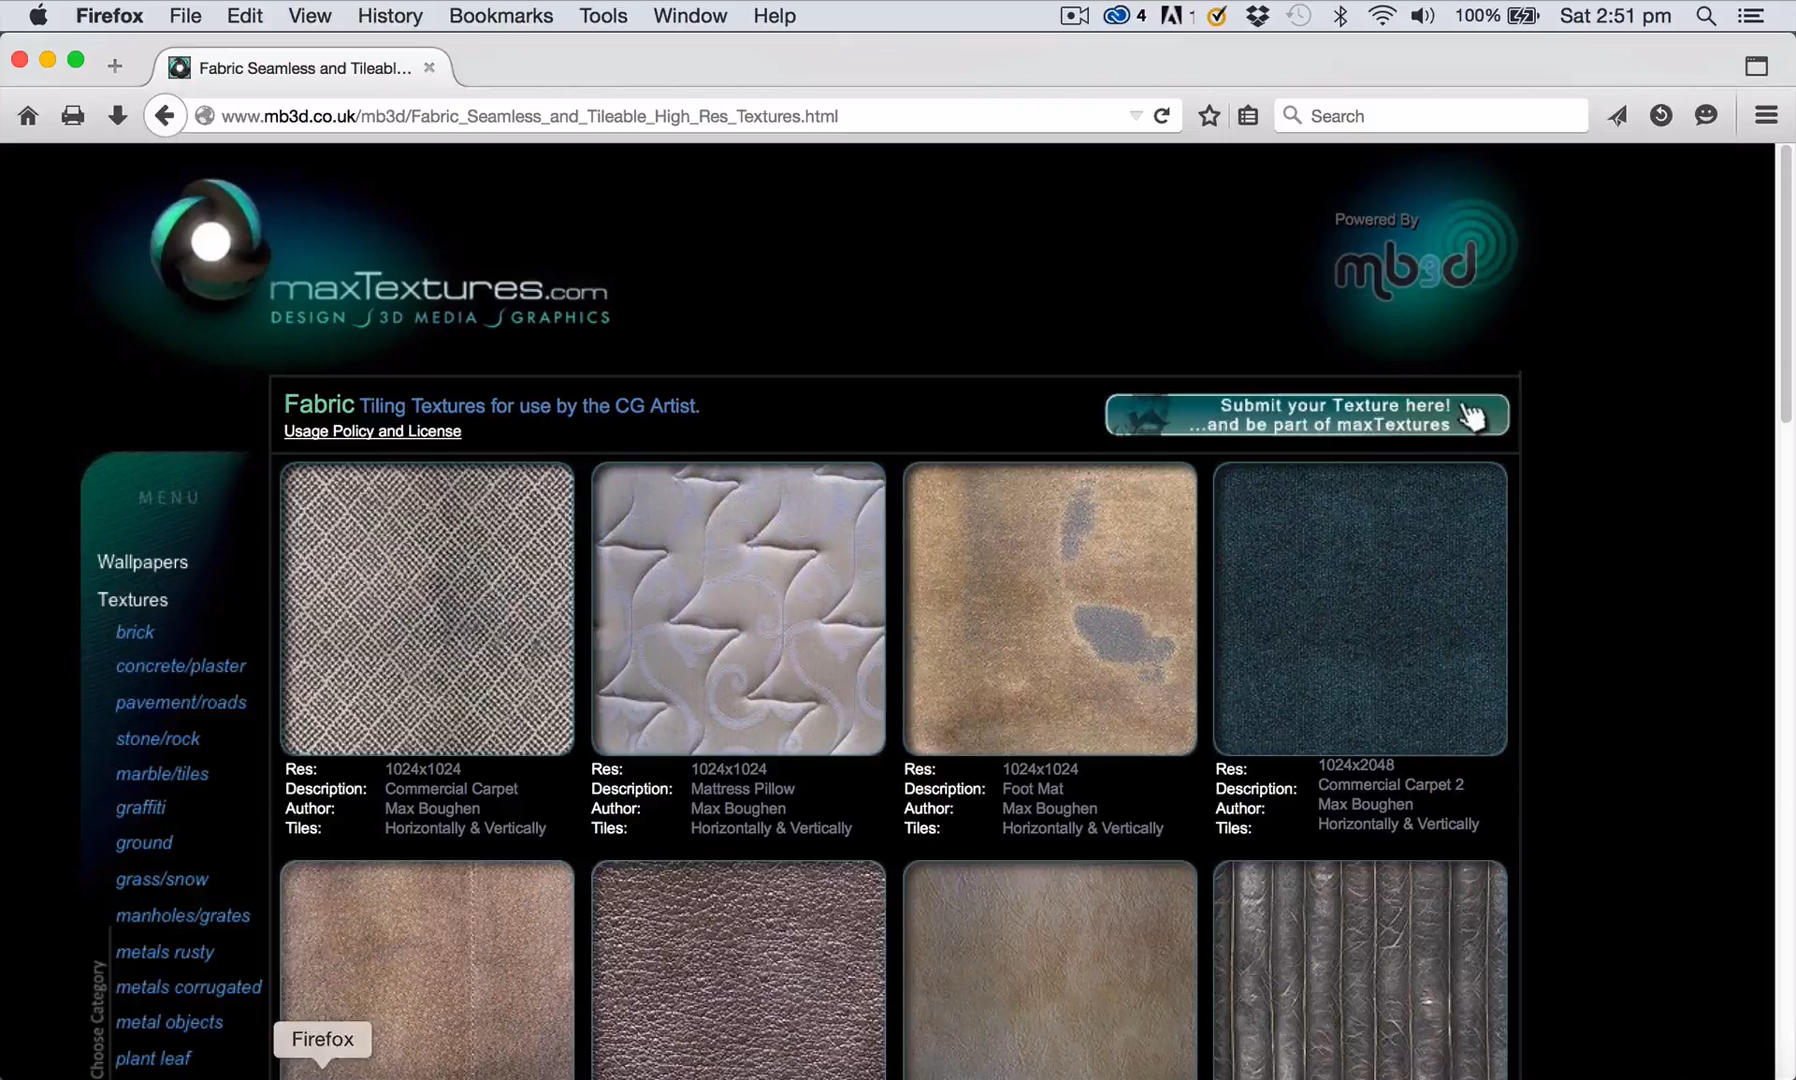 Firefox File Edit View History Bookmarks Tools Window Help 4 1 100% Sat 2:51 pm
Fabric Seamless and Tileabl...
www.mb3d.co.uk/mb3d/Fabric_Seamless_and_Tileable_High_Res_Textures.html Search
maxTextures.com
DESIGN 3D MEDIA GRAPHICS
Powered By
mb3d
Fabric Tiling Textures for use by the CG Artist.
Usage Policy and License
Submit your Texture here!
...and be part of maxTextures
MENU
Wallpapers
Textures
brick
concrete/plaster
pavement/roads
stone/rock
marble/tiles
graffiti
ground
grass/snow
manholes/grates
metals rusty
metals corrugated
metal objects
plant leaf
Choose Category
Res: 1024x1024
Description: Commercial Carpet
Author: Max Boughen
Tiles: Horizontally & Vertically
Res: 1024x1024
Description: Mattress Pillow
Author: Max Boughen
Tiles: Horizontally & Vertically
Res: 1024x1024
Description: Foot Mat
Author: Max Boughen
Tiles: Horizontally & Vertically
Res: 1024x2048
Description: Commercial Carpet 2
Author: Max Boughen
Tiles: Horizontally & Vertically
Firefox